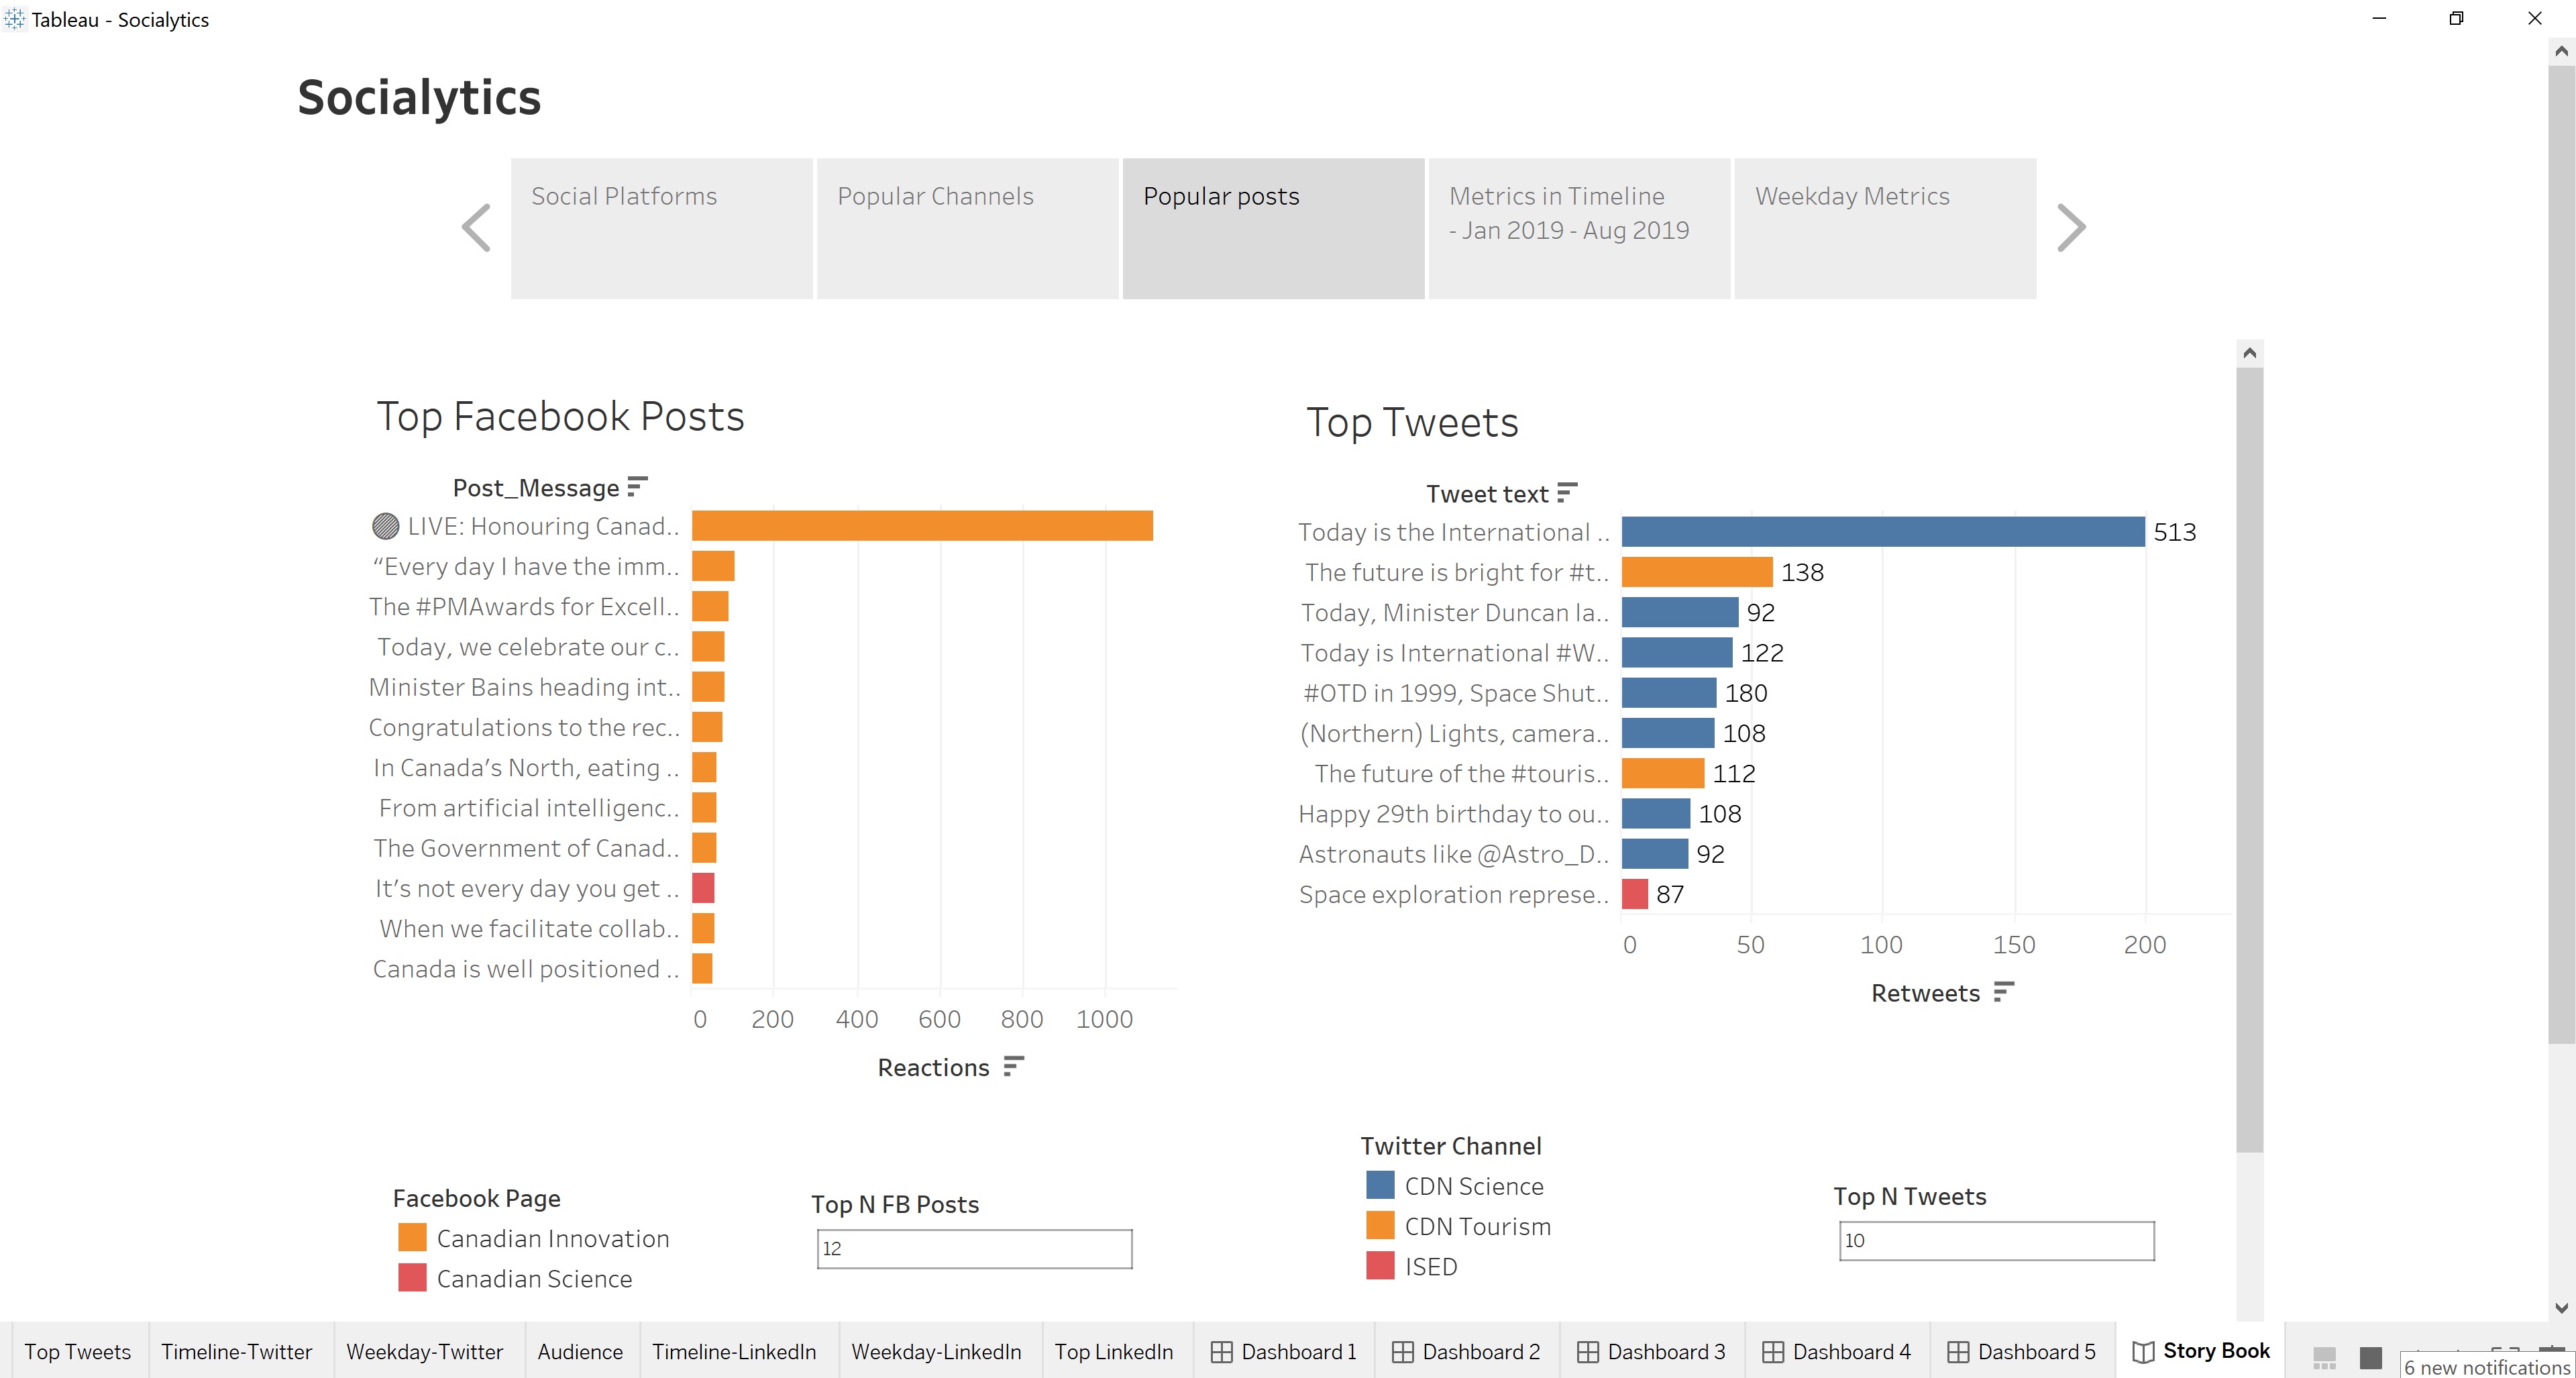 Tableau - Socialytics
Socialytics
Social Platforms
Popular Channels
Popular posts
Metrics in Timeline
- Jan 2019 - Aug 2019
Weekday Metrics
Top Facebook Posts
Post_Message
LIVE: Honouring Canad..
“Every day I have the imm..
The #PMAwards for Excell..
Today, we celebrate our c..
Minister Bains heading int..
Congratulations to the rec..
In Canada’s North, eating ..
From artificial intelligenc..
The Government of Canad..
It’s not every day you get ..
When we facilitate collab..
Canada is well positioned ..
0 200 400 600 800 1000
Reactions
Facebook Page
Canadian Innovation
Canadian Science
Top N FB Posts
12
Top Tweets
Tweet text
Today is the International .. 513
The future is bright for #t.. 138
Today, Minister Duncan la.. 92
Today is International #W.. 122
#OTD in 1999, Space Shut.. 180
(Northern) Lights, camera.. 108
The future of the #touris.. 112
Happy 29th birthday to ou.. 108
Astronauts like @Astro_D.. 92
Space exploration represe.. 87
0 50 100 150 200
Retweets
Twitter Channel
CDN Science
CDN Tourism
ISED
Top N Tweets
10
Top Tweets
Timeline-Twitter
Weekday-Twitter
Audience
Timeline-LinkedIn
Weekday-LinkedIn
Top LinkedIn
Dashboard 1
Dashboard 2
Dashboard 3
Dashboard 4
Dashboard 5
Story Book
6 new notifications